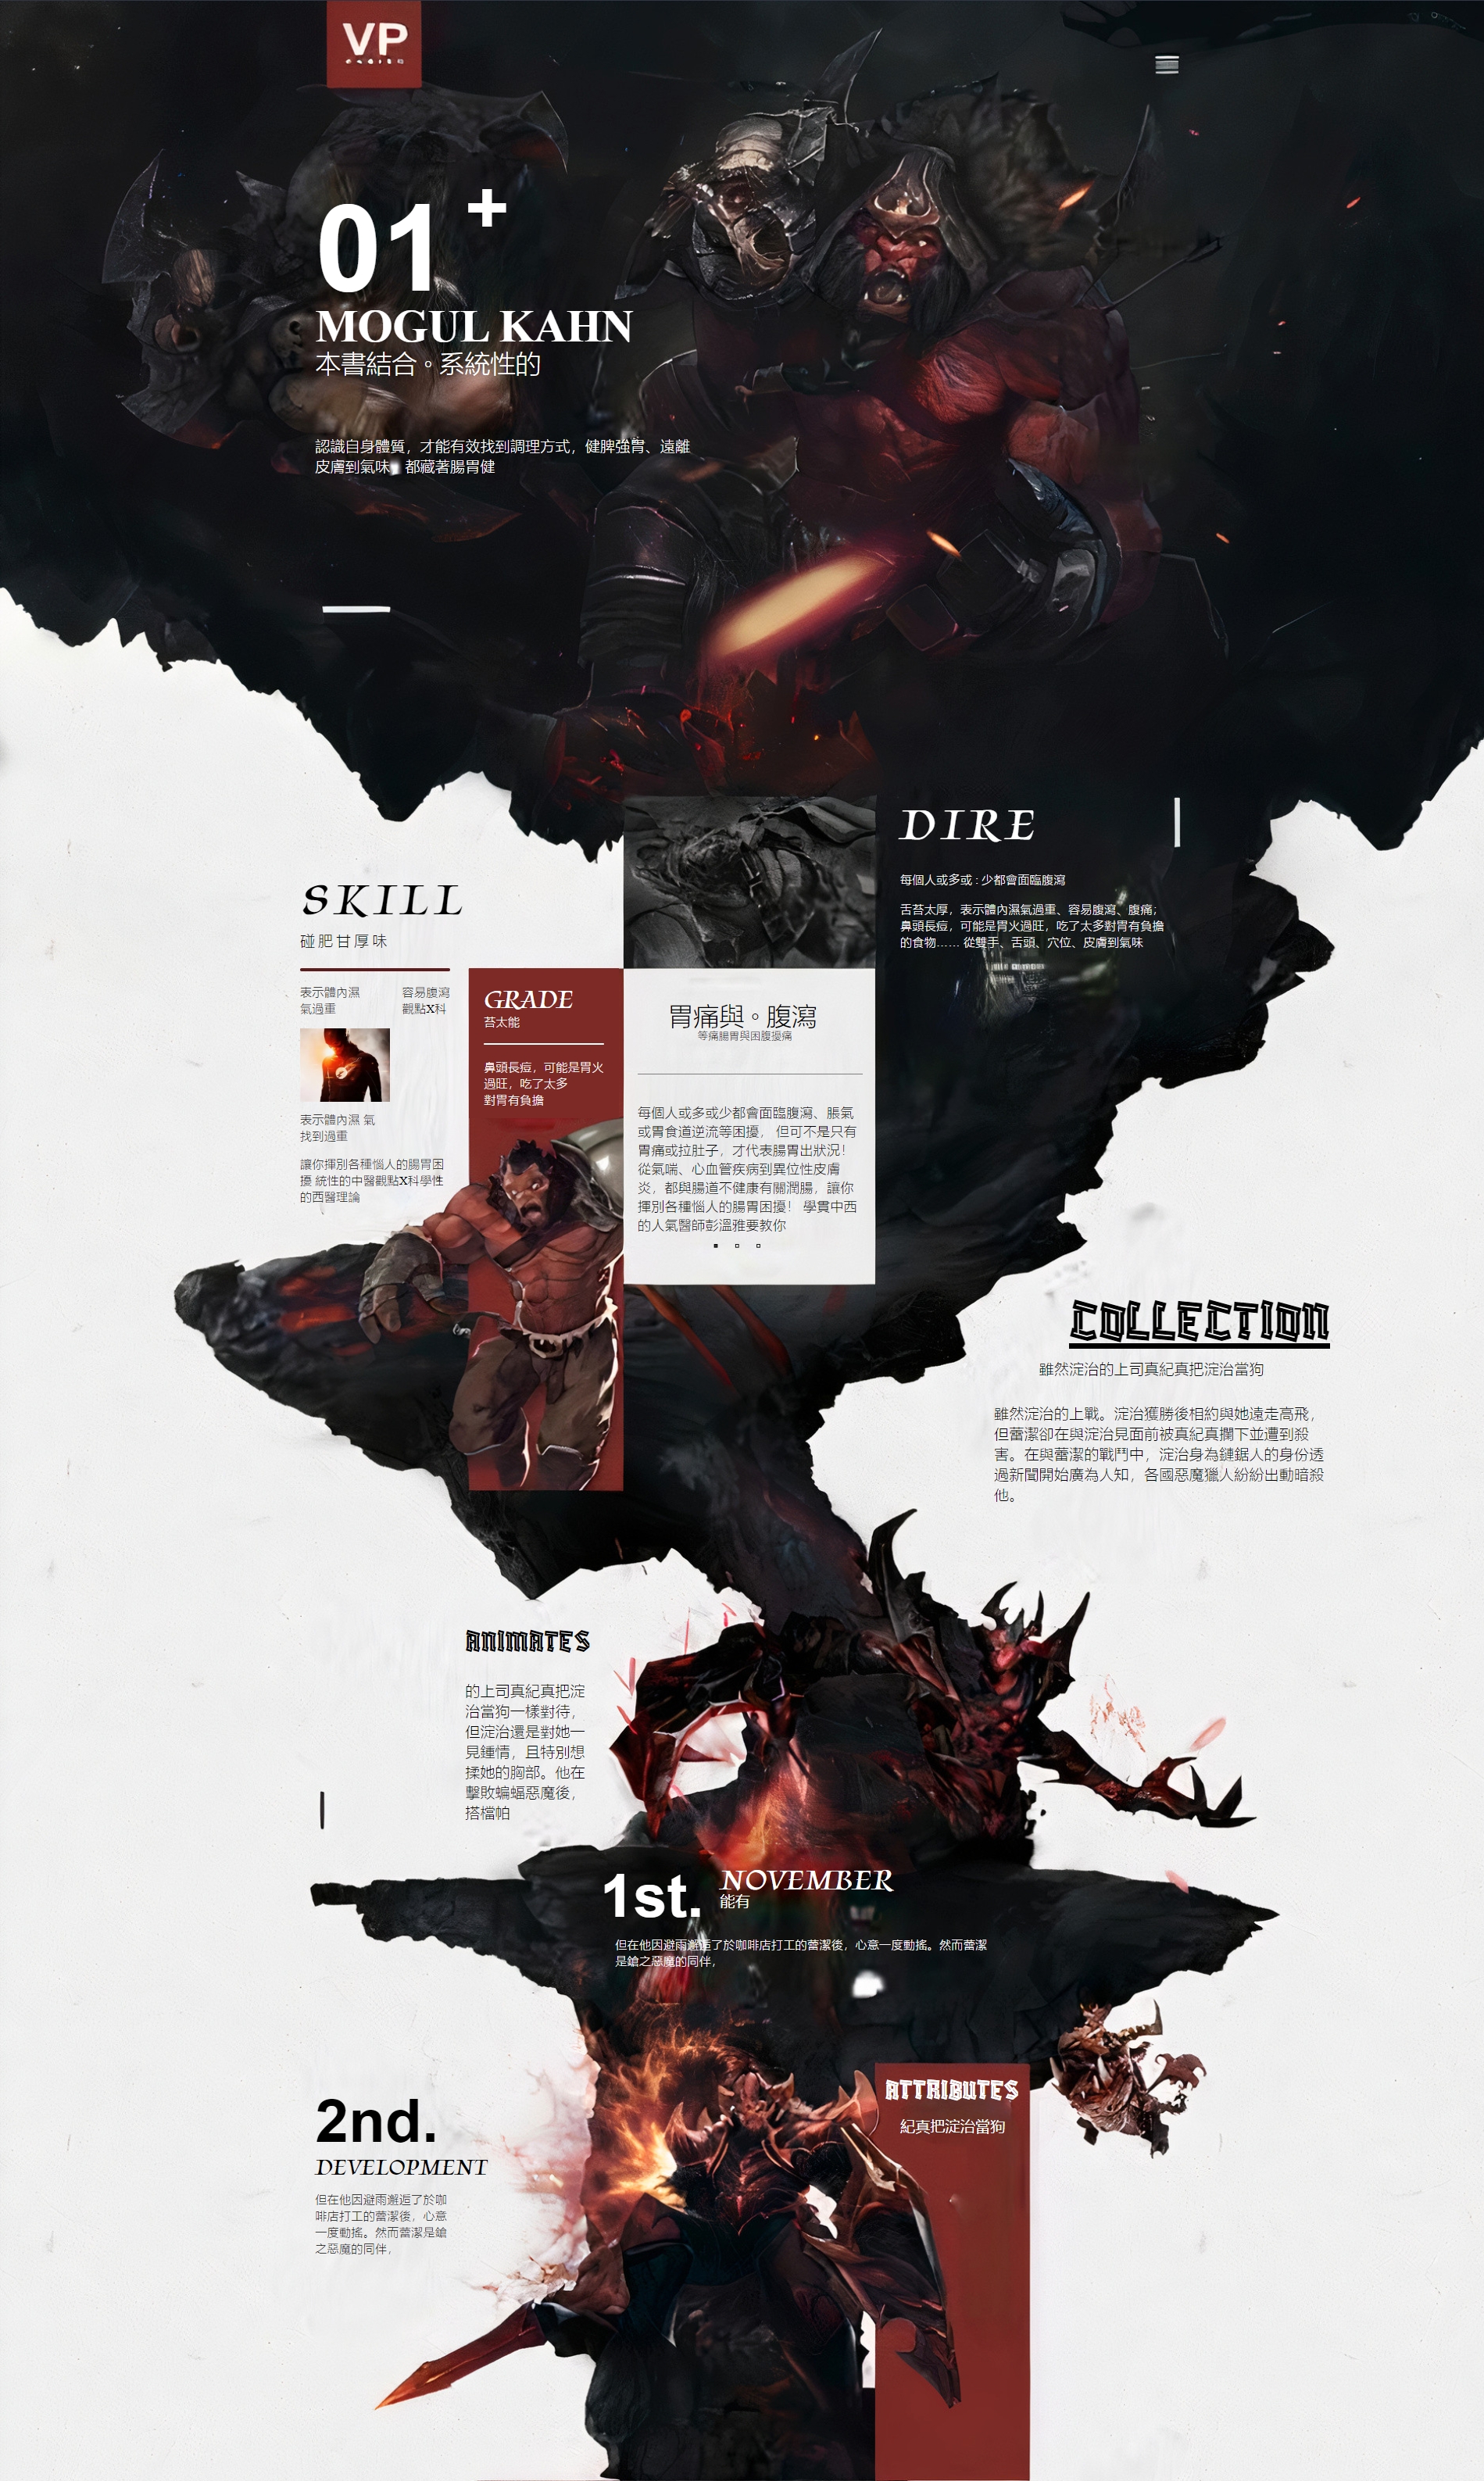 VP
01+
MOGUL KAHN
本書結合。系統性的
認識自身體質，才能有效找到調理方式，健脾強胃、遠離
皮膚到氣味 都藏著腸胃健
DIRE
每個人或多或 : 少都會面臨腹瀉
舌苔太厚，表示體內濕氣過重、容易腹瀉、腹痛；
鼻頭長痘，可能是胃火過旺，吃了太多對胃有負擔
的食物…… 從雙手、舌頭、穴位、皮膚到氣味
SKILL
碰肥甘厚味
表示體內濕
氣過重
容易腹瀉
觀點X科
表示體內濕 氣
找到過重
讓你揮別各種惱人的腸胃困
擾 統性的中醫觀點X科學性
的西醫理論
GRADE
苔太能
鼻頭長痘，可能是胃火
過旺，吃了太多
對胃有負擔
胃痛與。腹瀉
等痛腸胃與困腹擾痛
每個人或多或少都會面臨腹瀉、脹氣
或胃食道逆流等困擾， 但可不是只有
胃痛或拉肚子，才代表腸胃出狀況！
從氣喘、心血管疾病到異位性皮膚
炎，都與腸道不健康有關潤腸，讓你
揮別各種惱人的腸胃困擾！ 學貫中西
的人氣醫師彭溫雅要教你
COLLECTION
雖然淀治的上司真紀真把淀治當狗
雖然淀治的上戰。淀治獲勝後相約與她遠走高飛，
但蕾潔卻在與淀治見面前被真紀真攔下並遭到殺
害。在與蕾潔的戰鬥中，淀治身為鏈鋸人的身份透
過新聞開始廣為人知，各國惡魔獵人紛紛出動暗殺
他。
ANIMATES
的上司真紀真把淀
治當狗一樣對待，
但淀治還是對她一
見鍾情，且特別想
揉她的胸部。他在
擊敗蝙蝠惡魔後，
搭檔帕
1st.
NOVEMBER
能有
但在他因避雨邂逅了於咖啡店打工的蕾潔後，心意一度動搖。然而蕾潔
是鎗之惡魔的同伴，
2nd.
DEVELOPMENT
但在他因避雨邂逅了於咖
啡店打工的蕾潔後，心意
一度動搖。然而蕾潔是鎗
之惡魔的同伴，
ATTRIBUTES
紀真把淀治當狗